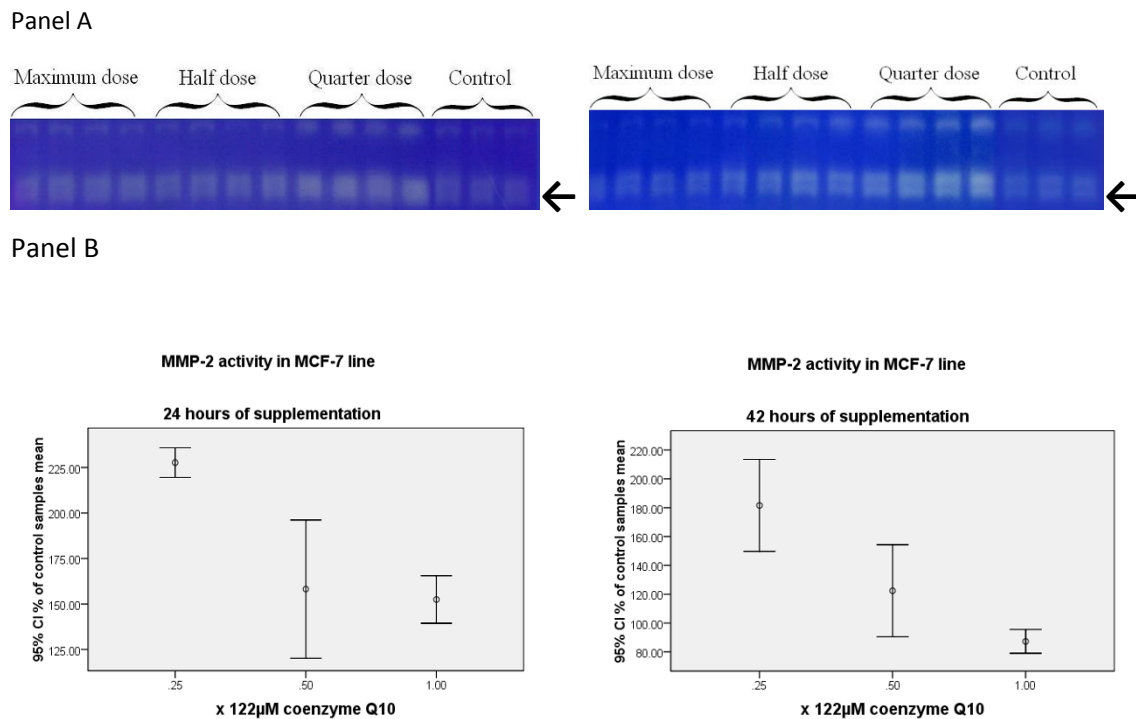 Panel A
Maximum dose Half dose Quarter dose Control
Maximum dose Half dose Quarter dose Control
Panel B
MMP-2 activity in MCF-7 line
24 hours of supplementation
95% CI % of control samples mean
225.00
200.00
175.00
150.00
125.00
.25 .50 1.00
x 122µM coenzyme Q10
MMP-2 activity in MCF-7 line
42 hours of supplementation
95% CI % of control samples mean
220.00
200.00
180.00
160.00
140.00
120.00
100.00
80.00
.25 .50 1.00
x 122µM coenzyme Q10